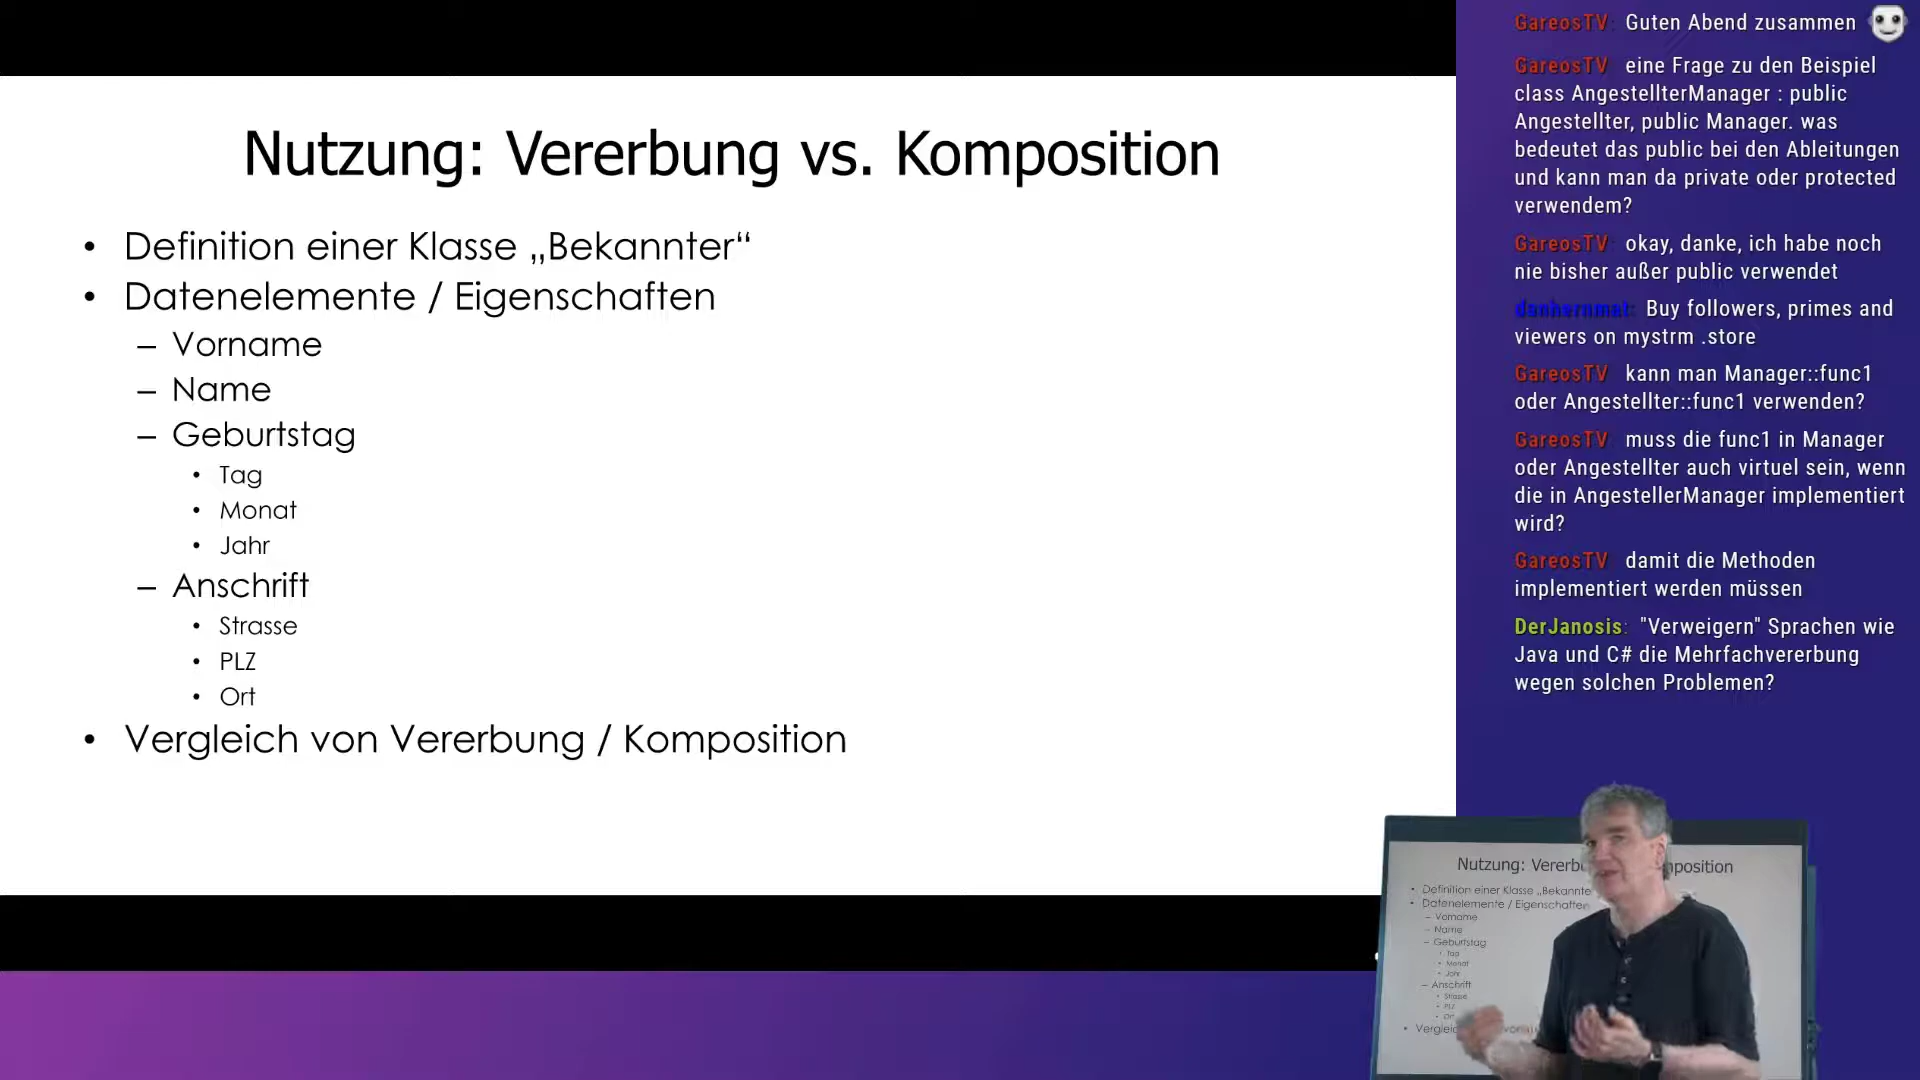 Nutzung: Vererbung vs. Komposition
• Definition einer Klasse „Bekannter“
• Datenelemente / Eigenschaften
– Vorname
– Name
– Geburtstag
• Tag
• Monat
• Jahr
– Anschrift
• Strasse
• PLZ
• Ort
• Vergleich von Vererbung / Komposition
GareosTV: Guten Abend zusammen
GareosTV: eine Frage zu den Beispiel
class AngestellterManager : public
Angestellter, public Manager. was
bedeutet das public bei den Ableitungen
und kann man da private oder protected
verwendem?
GareosTV: okay, danke, ich habe noch
nie bisher außer public verwendet
danhernmat: Buy followers, primes and
viewers on mystrm .store
GareosTV: kann man Manager::func1
oder Angestellter::func1 verwenden?
GareosTV: muss die func1 in Manager
oder Angestellter auch virtuel sein, wenn
die in AngestellerManager implementiert
wird?
GareosTV: damit die Methoden
implementiert werden müssen
DerJanosis: "Verweigern" Sprachen wie
Java und C# die Mehrfachvererbung
wegen solchen Problemen?
Nutzung: Vererb position
• Definition einer Klasse „Bekannte
• Datenelemente / Eigenschaften
– Vorname
– Name
– Geburtstag
• Tag
• Monat
• Jahr
– Anschrift
• Strasse
• PLZ